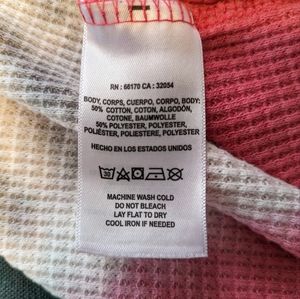 RN : 66170 CA : 32054
BODY, CORPS, CUERPO, CORPO, BODY:
50% COTTON, COTON, ALGODÓN,
COTONE, BAUMWOLLE
50% POLYESTER, POLYESTER,
POLIÉSTER, POLIESTERE, POLYESTER
HECHO EN LOS ESTADOS UNIDOS
30
MACHINE WASH COLD
DO NOT BLEACH
LAY FLAT TO DRY
COOL IRON IF NEEDED